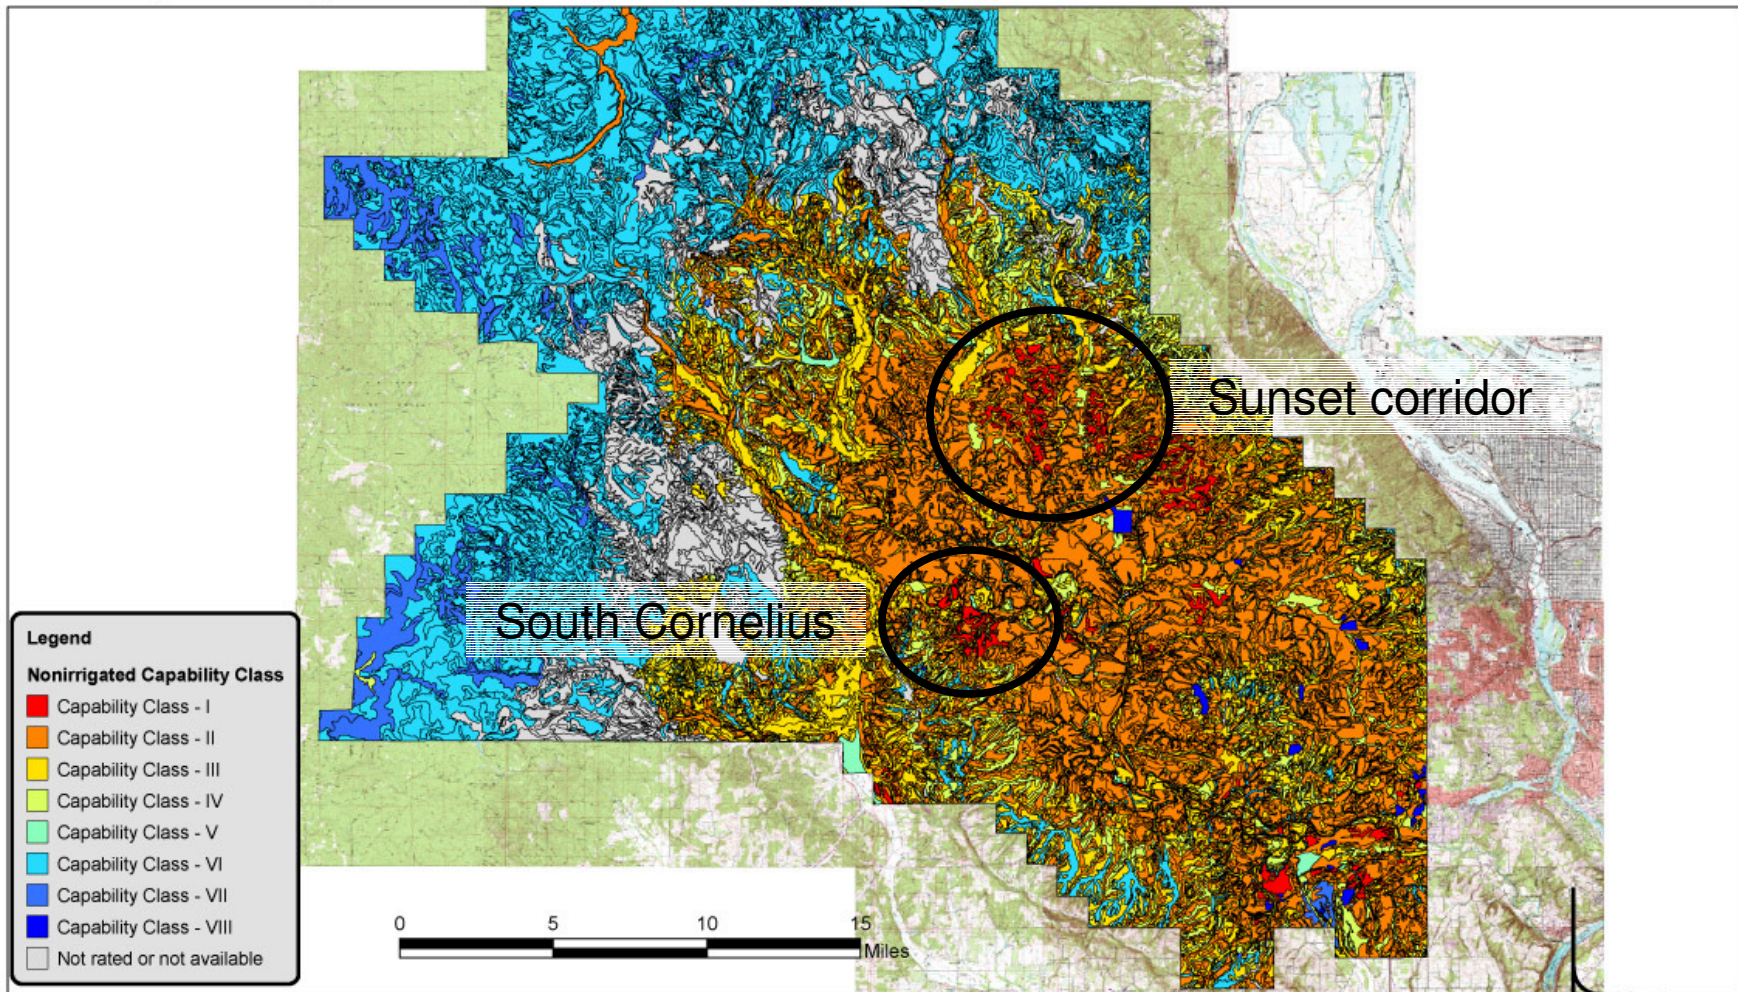 Sunset corridor
South Cornelius
Legend
Nonirrigated Capability Class
Capability Class - I
Capability Class - II
Capability Class - III
Capability Class - IV
Capability Class - V
Capability Class - VI
Capability Class - VII
Capability Class - VIII
Not rated or not available
0 5 10 15
Miles